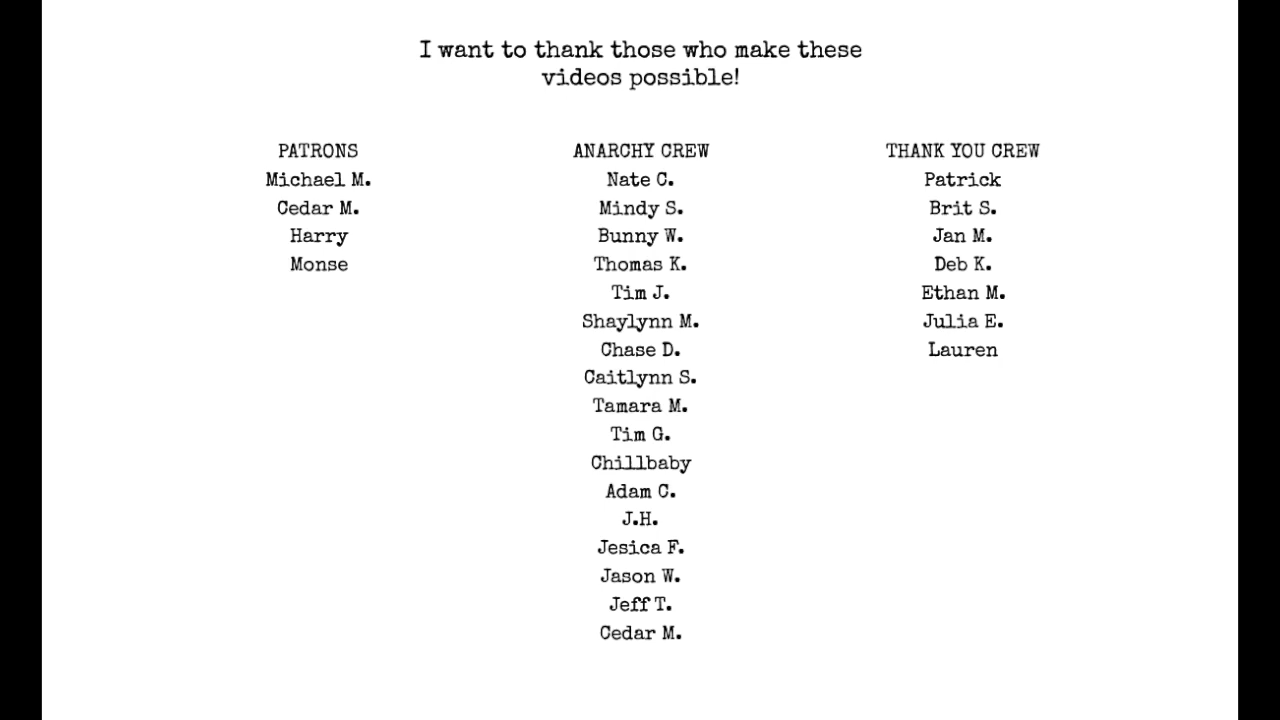 I want to thank those who make these
videos possible!
PATRONS
Michael M.
Cedar M.
Harry
Monse
ANARCHY CREW
Nate C.
Mindy S.
Bunny W.
Thomas K.
Tim J.
Shaylynn M.
Chase D.
Caitlynn S.
Tamara M.
Tim G.
Chillbaby
Adam C.
J.H.
Jesica F.
Jason W.
Jeff T.
Cedar M.
THANK YOU CREW
Patrick
Brit S.
Jan M.
Deb K.
Ethan M.
Julia E.
Lauren